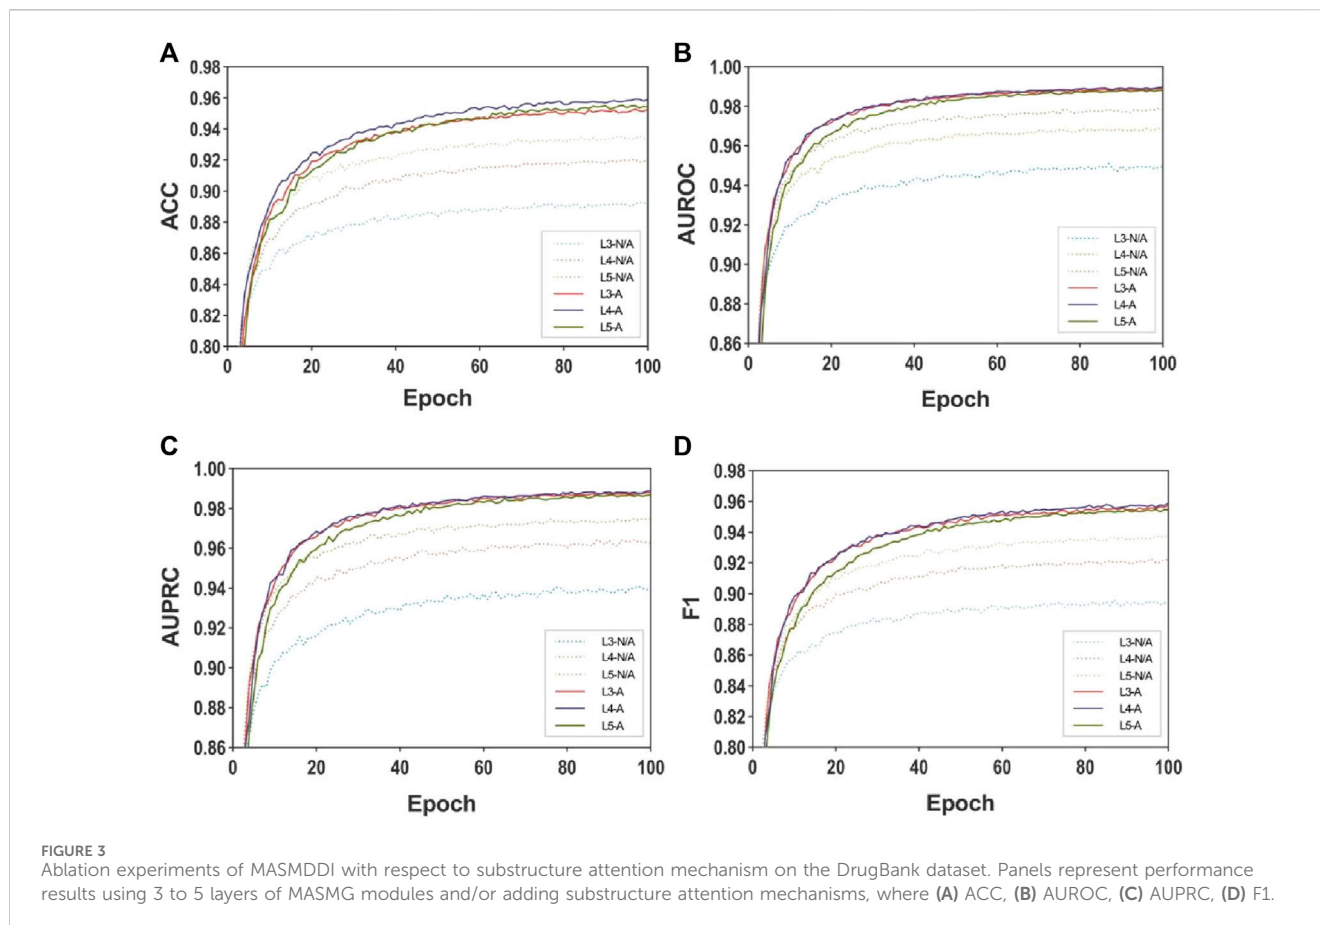 A
0.98
0.96
0.94
0.92
0.90
0.88
0.86
0.84
0.82
0.80
ACC
0 20 40 60 80 100
Epoch
L3-N/A
L4-N/A
L5-N/A
L3-A
L4-A
L5-A
B
1.00
0.98
0.96
0.94
0.92
0.90
0.88
0.86
AUROC
0 20 40 60 80 100
Epoch
L3-N/A
L4-N/A
L5-N/A
L3-A
L4-A
L5-A
C
1.00
0.98
0.96
0.94
0.92
0.90
0.88
0.86
AUPRC
0 20 40 60 80 100
Epoch
L3-N/A
L4-N/A
L5-N/A
L3-A
L4-A
L5-A
D
0.98
0.96
0.94
0.92
0.90
0.88
0.86
0.84
0.82
0.80
F1
0 20 40 60 80 100
Epoch
L3-N/A
L4-N/A
L5-N/A
L3-A
L4-A
L5-A
FIGURE 3
Ablation experiments of MASMDDI with respect to substructure attention mechanism on the DrugBank dataset. Panels represent performance
results using 3 to 5 layers of MASMG modules and/or adding substructure attention mechanisms, where (A) ACC, (B) AUROC, (C) AUPRC, (D) F1.